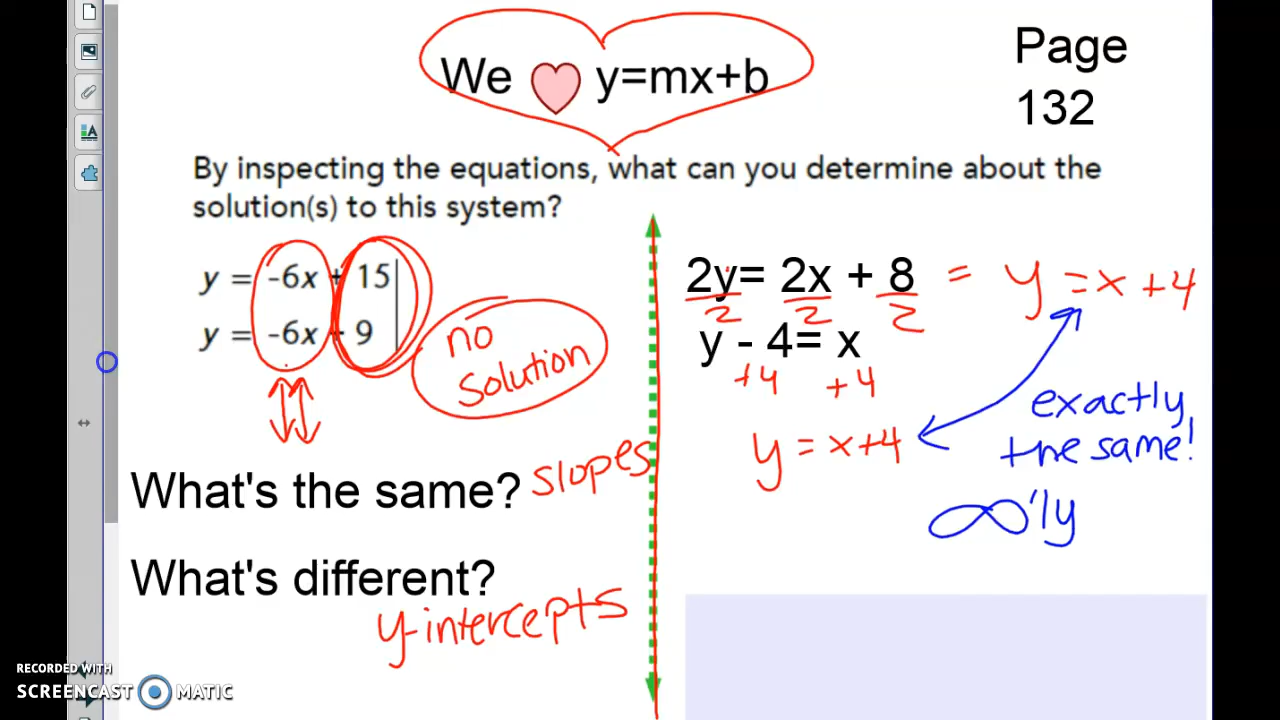 We y=mx+b
Page
132
By inspecting the equations, what can you determine about the
solution(s) to this system?
y = -6x + 15
y = -6x + 9
no
solution
What's the same? slopes
What's different?
y-intercepts
2y= 2x + 8 = y = x + 4
2 2 2
y - 4= x
+4 +4
y = x+4
exactly
the same!
∞'ly
RECORDED WITH
SCREENCAST MATIC